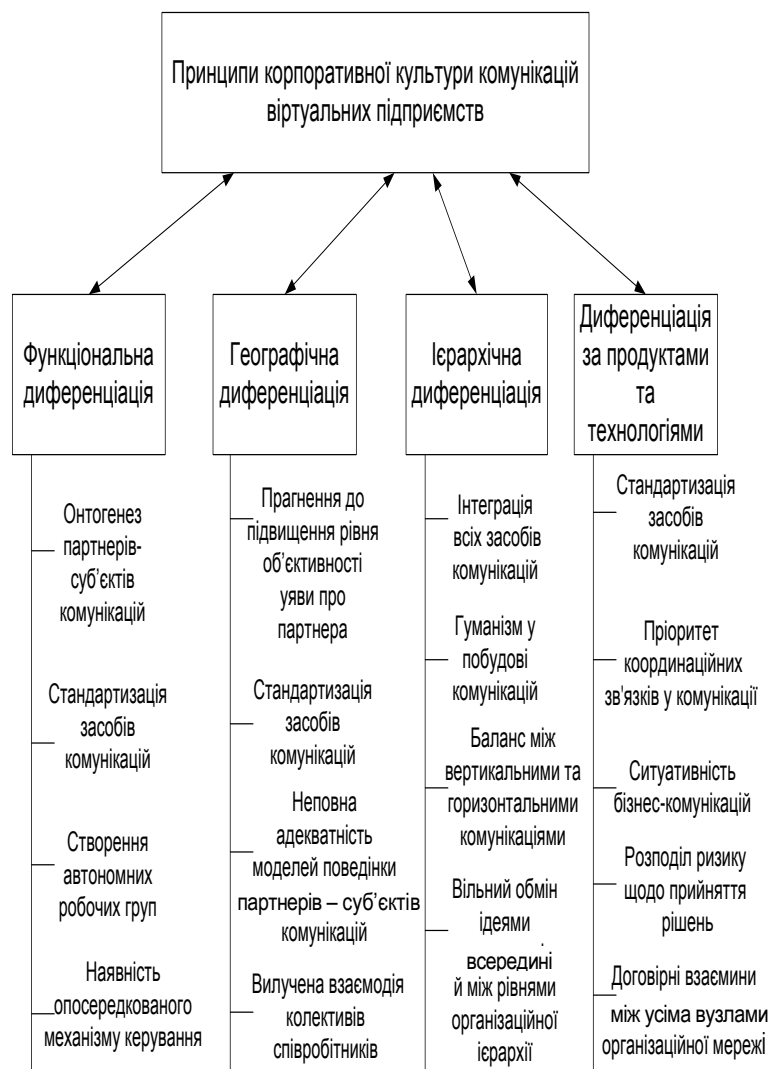 Принципи корпоративної культури комунікацій
віртуальних підприємств
Функціональна
диференціація
Онтогенез
партнерів-
суб’єктів
комунікацій
Стандартизація
засобів
комунікацій
Створення
автономних
робочих груп
Наявність
опосередкованого
механізму керування
Географічна
диференціація
Прагнення до
підвищення рівня
об’єктивності
уяви про
партнера
Стандартизація
засобів
комунікацій
Неповна
адекватність
моделей поведінки
партнерів – суб’єктів
комунікацій
Вилучена взаємодія
колективів
співробітників
Ієрархічна
диференціація
Інтеграція
всіх засобів
комунікацій
Гуманізм у
побудові
комунікацій
Баланс між
вертикальними та
горизонтальними
комунікаціями
Вільний обмін
ідеями
всередині
й між рівнями
організаційної
ієрархії
Диференціація
за продуктами
та
технологіями
Стандартизація
засобів
комунікацій
Пріоритет
координаційних
зв'язків у комунікації
Ситуативність
бізнес-комунікацій
Розподіл ризику
щодо прийняття
рішень
Договірні взаємини
між усіма вузлами
організаційної мережі